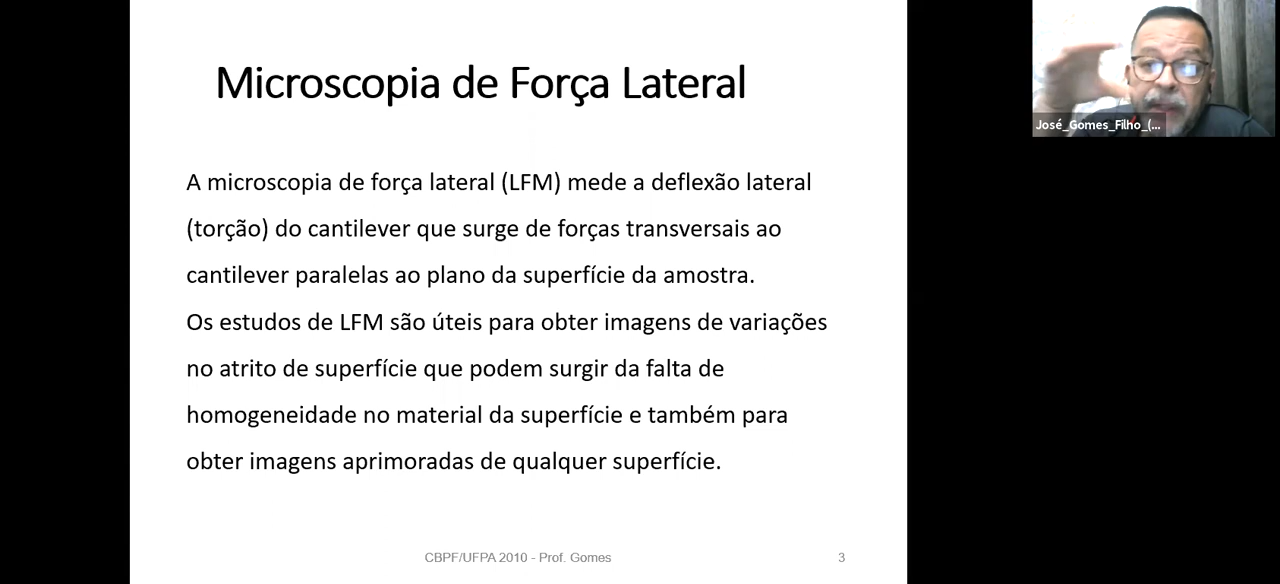 Microscopia de Força Lateral
José_Gomes_Filho_(...
A microscopia de força lateral (LFM) mede a deflexão lateral
(torção) do cantilever que surge de forças transversais ao
cantilever paralelas ao plano da superfície da amostra.
Os estudos de LFM são úteis para obter imagens de variações
no atrito de superfície que podem surgir da falta de
homogeneidade no material da superfície e também para
obter imagens aprimoradas de qualquer superfície.
CBPF/UFPA 2010 - Prof. Gomes
3